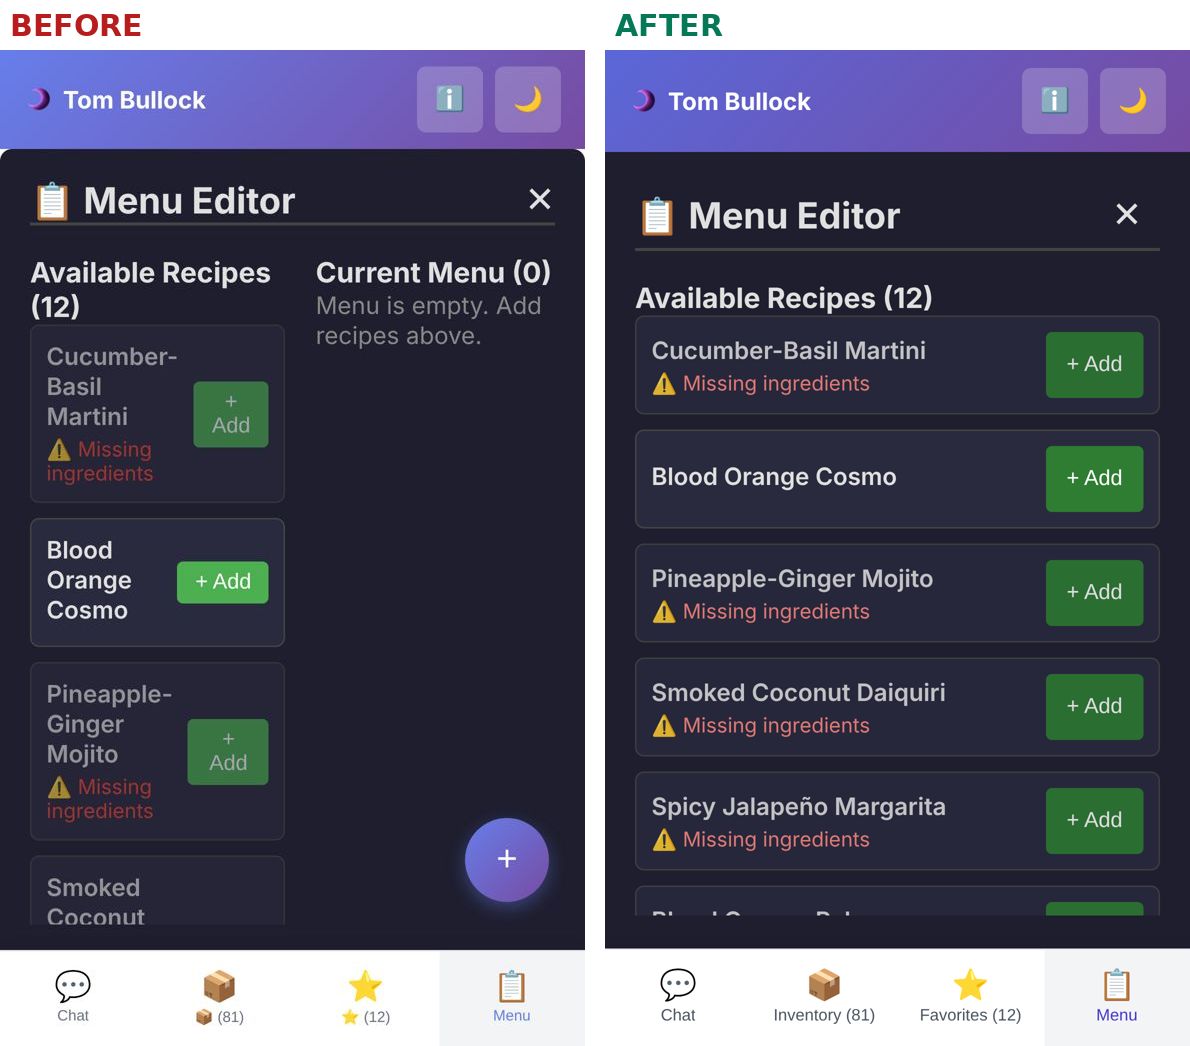 BEFORE
Tom Bullock
Menu Editor
Available Recipes
(12)
Cucumber-
Basil
Martini
Missing
ingredients
+
Add
Blood
Orange
Cosmo
+ Add
Pineapple-
Ginger
Mojito
Missing
ingredients
+
Add
Smoked
Coconut
Current Menu (0)
Menu is empty. Add
recipes above.
+
Chat
(81)
(12)
Menu
AFTER
Tom Bullock
Menu Editor
Available Recipes (12)
Cucumber-Basil Martini
Missing ingredients
+ Add
Blood Orange Cosmo
+ Add
Pineapple-Ginger Mojito
Missing ingredients
+ Add
Smoked Coconut Daiquiri
Missing ingredients
+ Add
Spicy Jalapeño Margarita
Missing ingredients
+ Add
Chat
Inventory (81)
Favorites (12)
Menu